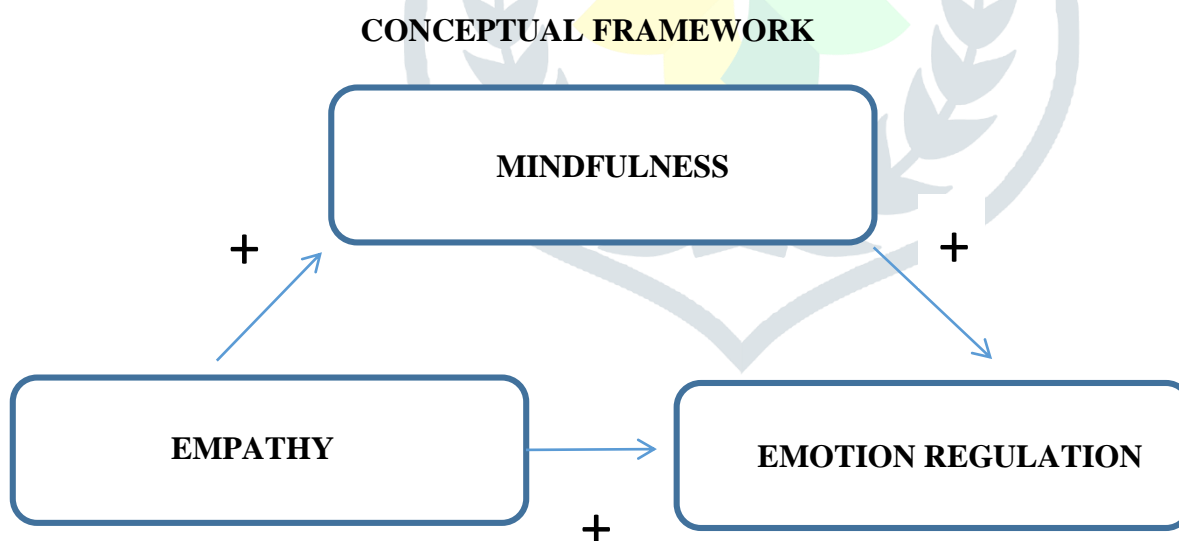 CONCEPTUAL FRAMEWORK
MINDFULNESS
+
+
EMPATHY
EMOTION REGULATION
+